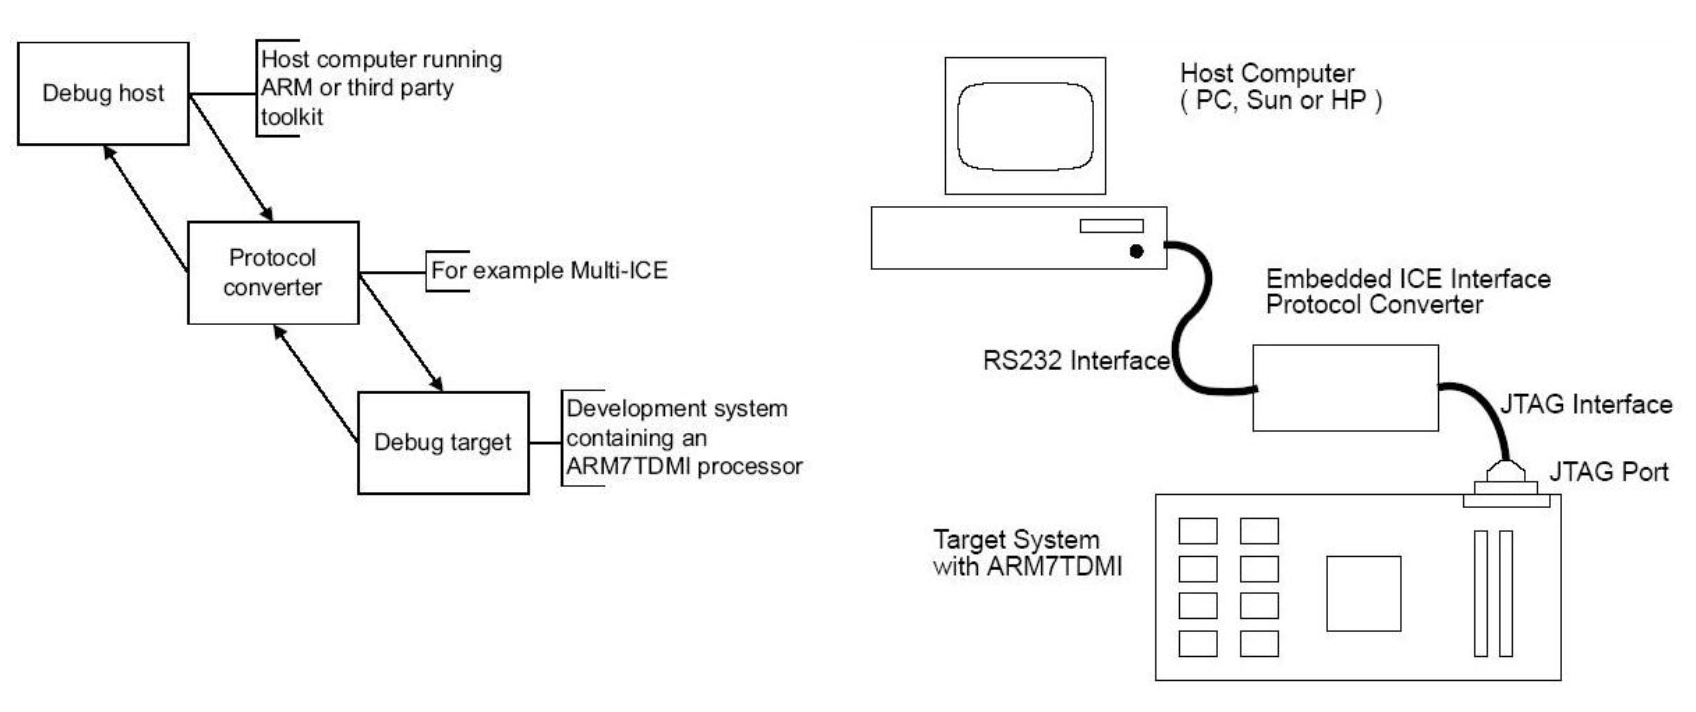 Debug host
Host computer running
ARM or third party
toolkit
Protocol
converter
For example Multi-ICE
Debug target
Development system
containing an
ARM7TDMI processor
Host Computer
( PC, Sun or HP )
Embedded ICE Interface
Protocol Converter
RS232 Interface
JTAG Interface
JTAG Port
Target System
with ARM7TDMI